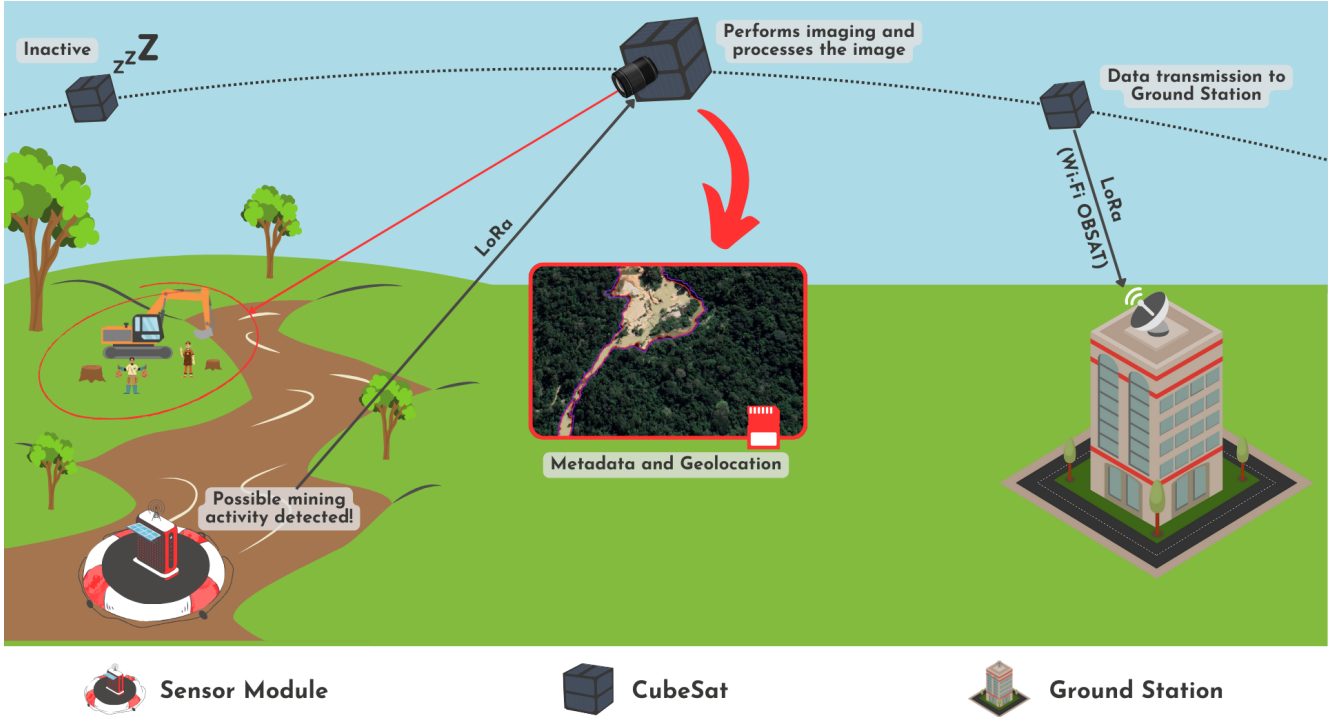 Inactive
zzZ
Performs imaging and
processes the image
Data transmission to
Ground Station
LoRa
LoRa
(Wi-Fi OBSAT)
Metadata and Geolocation
Possible mining
activity detected!
Sensor Module
CubeSat
Ground Station